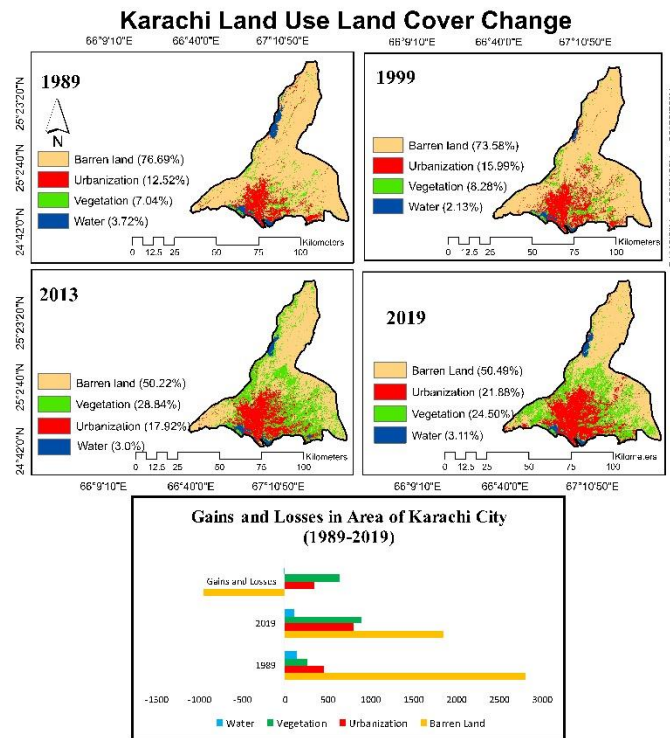 Karachi Land Use Land Cover Change
66°9'10"E 66°40'0"E 67°10'50"E
66°9'10"E 66°40'0"E 67°10'50"E
1989
N
Barren land (76.69%)
Urbanization (12.52%)
Vegetation (7.04%)
Water (3.72%)
0 12.5 25 50 75 100
Kilometers
25°23'20"N
25°2'40"N
24°42'0"N
1999
Barren land (73.58%)
Urbanization (15.99%)
Vegetation (8.28%)
Water (2.13%)
0 12.5 25 50 75 100
Kilometers
2013
Barren land (50.22%)
Vegetation (28.84%)
Urbanization (17.92%)
Water (3.0%)
0 12.5 25 50 75 100
Kilometers
25°23'20"N
25°2'40"N
24°42'0"N
2019
Barren Land (50.49%)
Urbanization (21.88%)
Vegetation (24.50%)
Water (3.11%)
0 12.5 25 50 75 100
Kilometers
66°9'10"E 66°40'0"E 67°10'50"E
66°9'10"E 66°40'0"E 67°10'50"E
Gains and Losses in Area of Karachi City
(1989-2019)
Gains and Losses
2019
1989
-1500 -1000 -500 0 500 1000 1500 2000 2500 3000
Water Vegetation Urbanization Barren Land